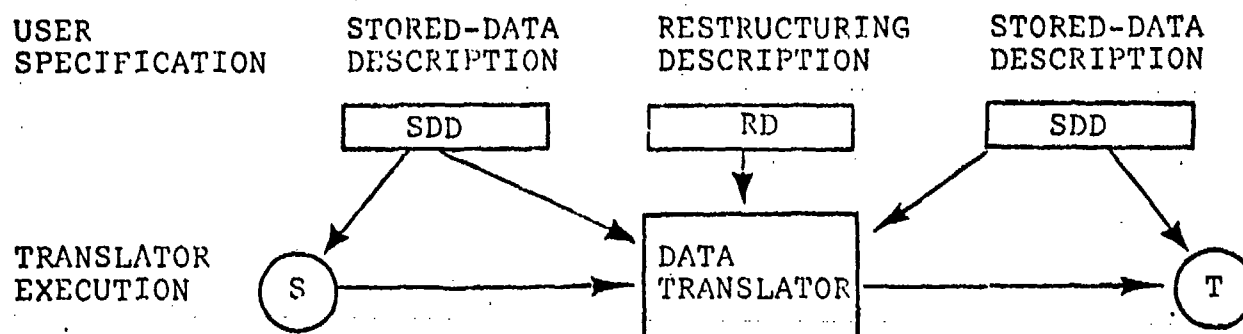 USER
SPECIFICATION
STORED-DATA
DESCRIPTION
RESTRUCTURING
DESCRIPTION
STORED-DATA
DESCRIPTION
SDD
RD
SDD
TRANSLATOR
EXECUTION
S
DATA
TRANSLATOR
T